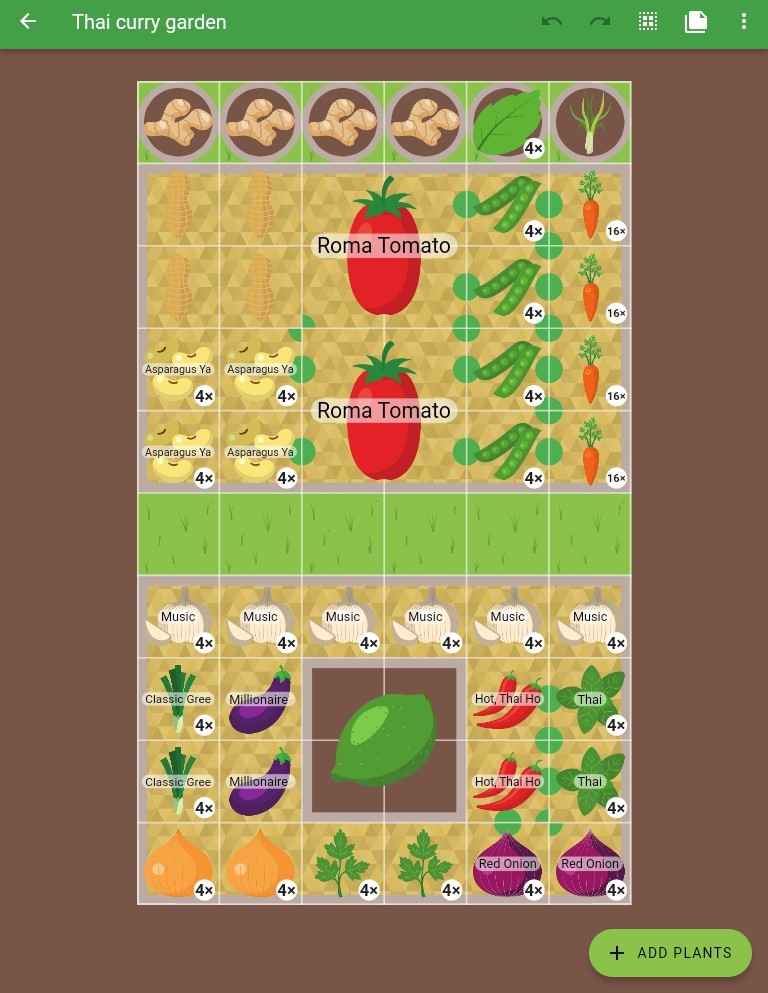 Thai curry garden
4×
Roma Tomato
4×
16×
4×
16×
Asparagus Ya
4×
Asparagus Ya
4×
Roma Tomato
4×
16×
Asparagus Ya
4×
Asparagus Ya
4×
4×
16×
Music
4×
Music
4×
Music
4×
Music
4×
Music
4×
Music
4×
Classic Gree
4×
Millionaire
Hot, Thai Ho
Thai
4×
Classic Gree
4×
Millionaire
Hot, Thai Ho
Thai
4×
4×
4×
4×
4×
Red Onion
4×
Red Onion
4×
ADD PLANTS